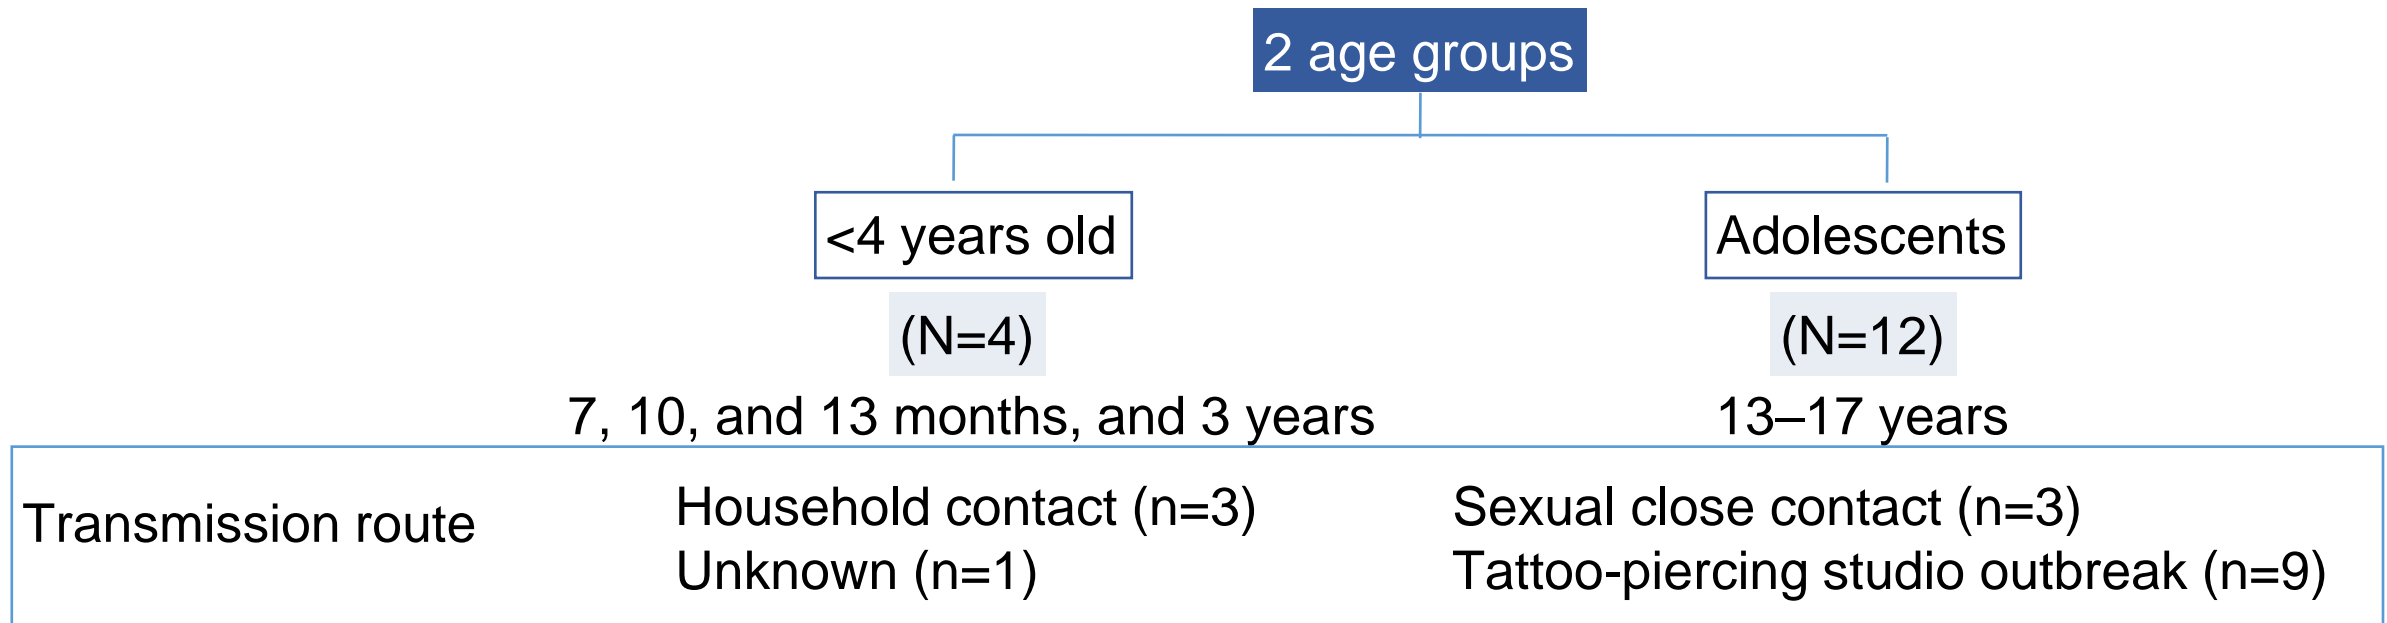 2 age groups
<4 years old
Adolescents
(N=4)
(N=12)
7, 10, and 13 months, and 3 years
13–17 years
Transmission route
Household contact (n=3)
Unknown (n=1)
Sexual close contact (n=3)
Tattoo-piercing studio outbreak (n=9)